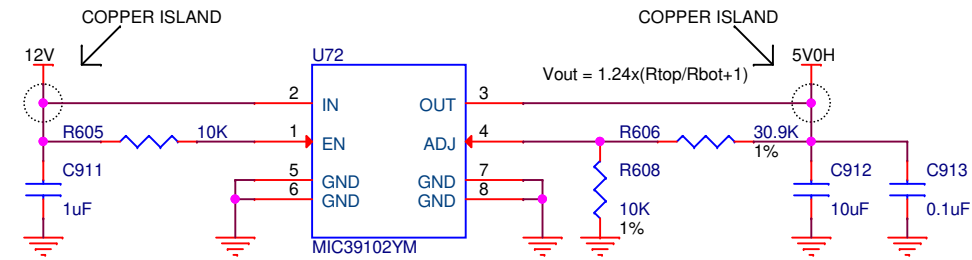 COPPER ISLAND
COPPER ISLAND
12V
U72
Vout = 1.24x(Rtop/Rbot+1)
5V0H
2
IN
OUT
3
R605
10K
1
EN
ADJ
4
R606
30.9K
1%
C911
1uF
5
6
GND
GND
GND
GND
7
8
R608
10K
1%
C912
10uF
C913
0.1uF
MIC39102YM